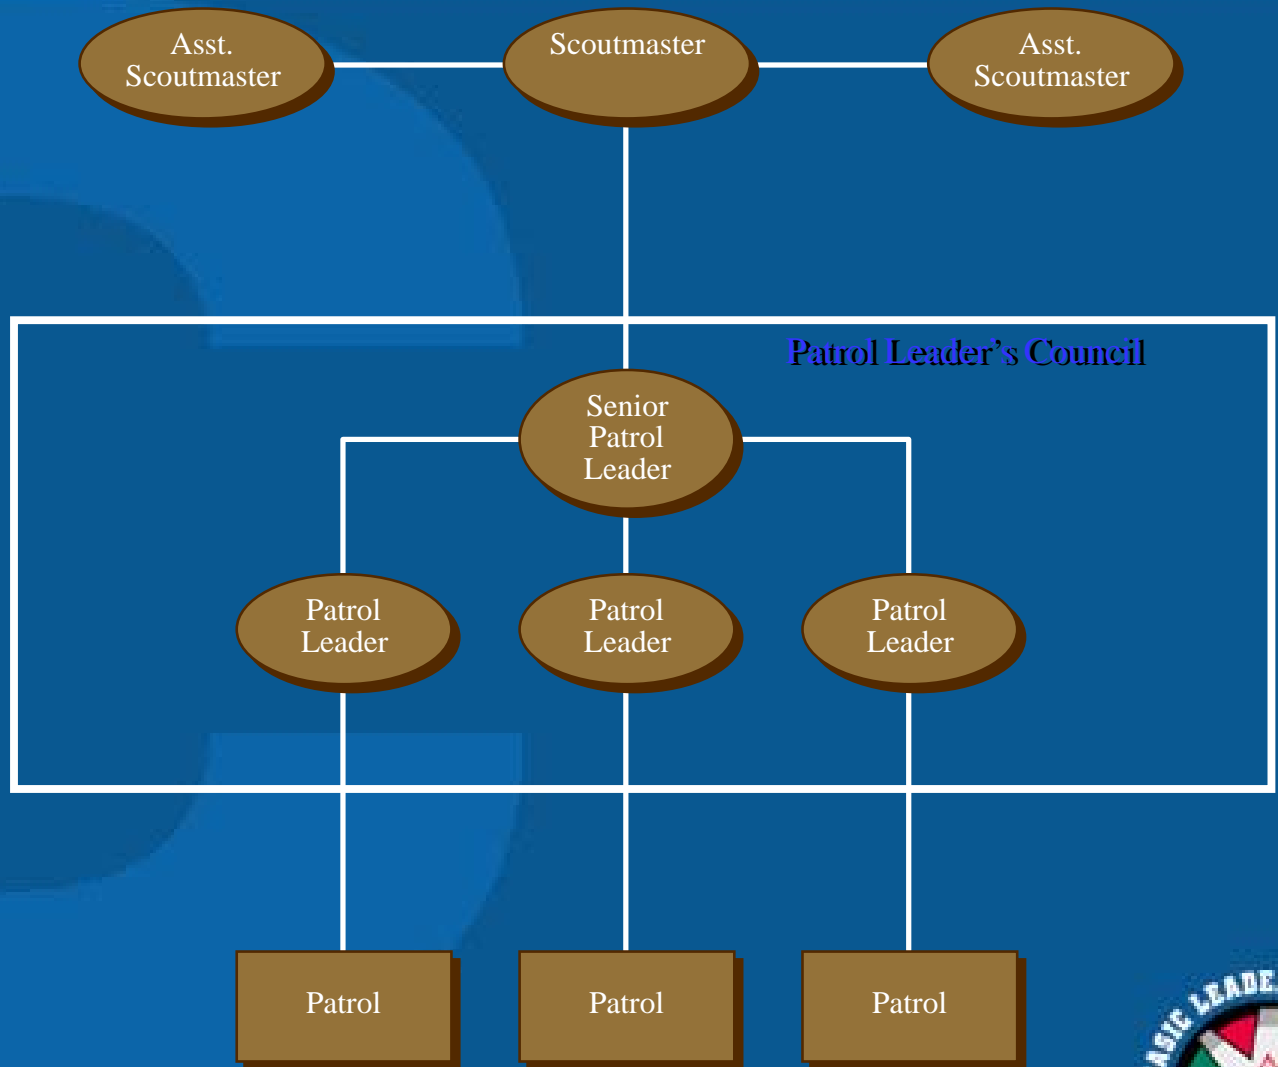 Asst.
Scoutmaster
Scoutmaster
Asst.
Scoutmaster
Patrol Leader’s Council
Senior
Patrol
Leader
Patrol
Leader
Patrol
Leader
Patrol
Leader
Patrol
Patrol
Patrol